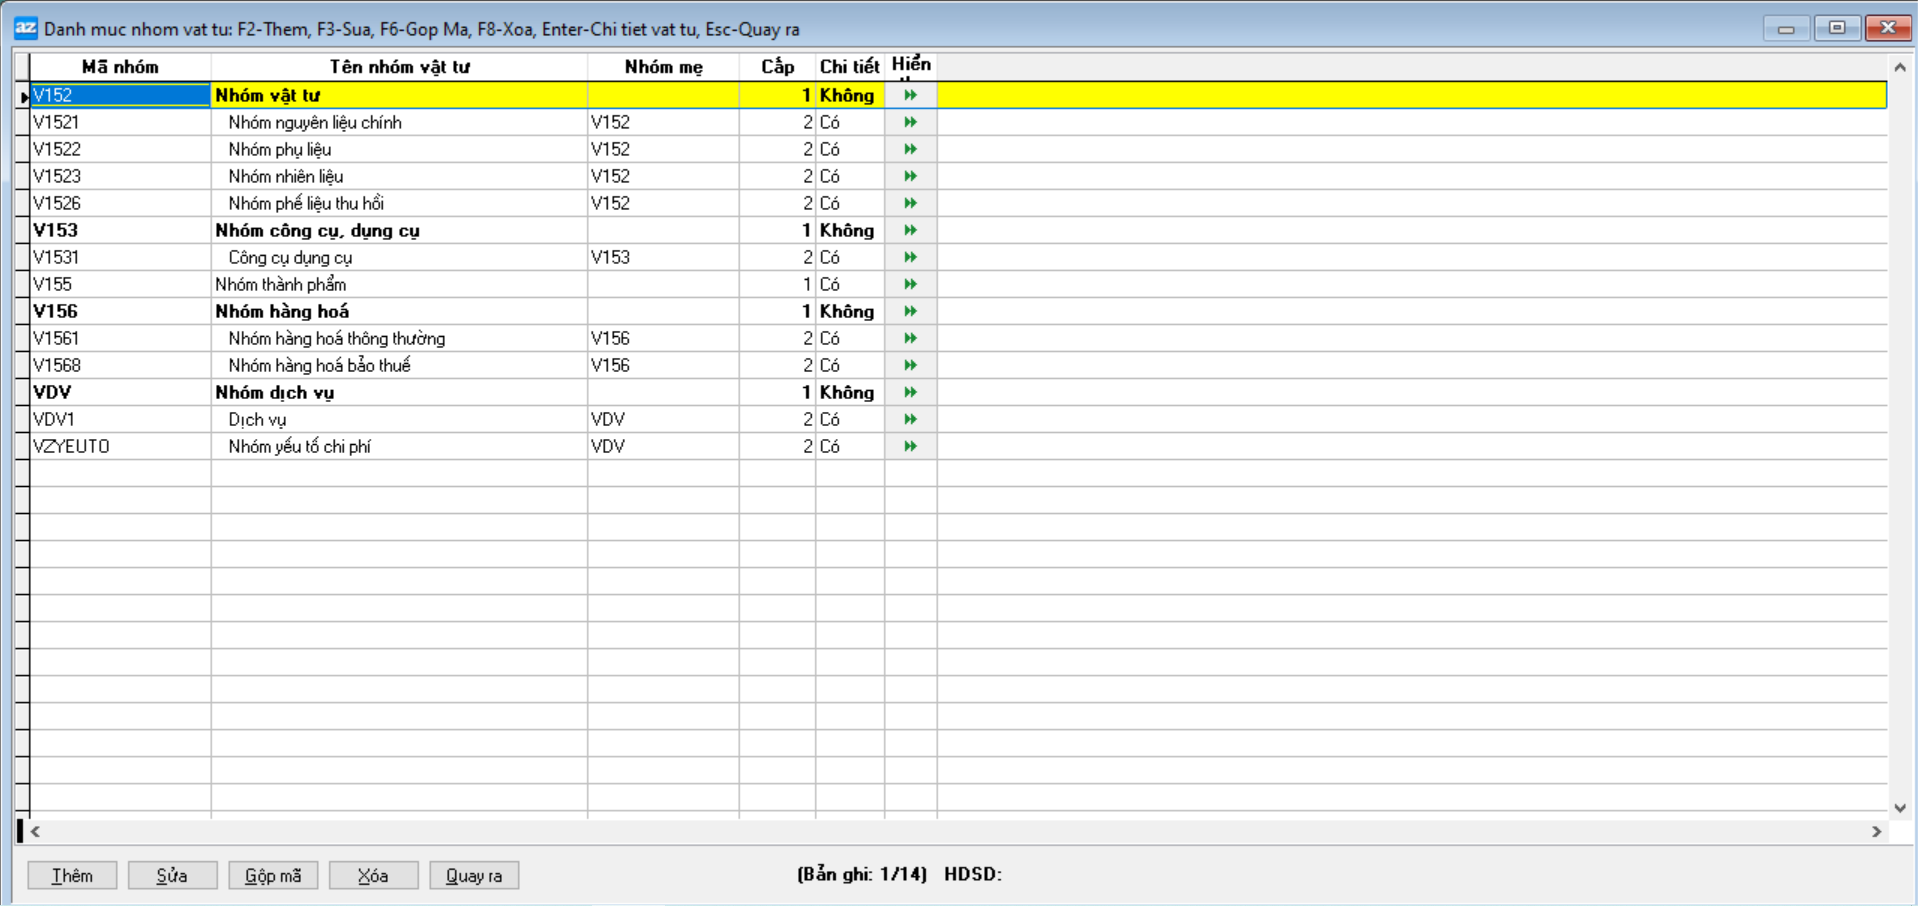 az Danh muc nhom vat tu: F2-Them, F3-Sua, F6-Gop Ma, F8-Xoa, Enter-Chi tiet vat tu, Esc-Quay ra
Mã nhóm Tên nhóm vật tư Nhóm mẹ Cấp Chi tiết Hiển
V152 Nhóm vật tư 1 Không
V1521 Nhóm nguyên liệu chính V152 2 Có
V1522 Nhóm phụ liệu V152 2 Có
V1523 Nhóm nhiên liệu V152 2 Có
V1526 Nhóm phế liệu thu hồi V152 2 Có
V153 Nhóm công cụ, dụng cụ 1 Không
V1531 Công cụ dụng cụ V153 2 Có
V155 Nhóm thành phẩm 1 Có
V156 Nhóm hàng hoá 1 Không
V1561 Nhóm hàng hoá thông thường V156 2 Có
V1568 Nhóm hàng hoá bảo thuế V156 2 Có
VDV Nhóm dịch vụ 1 Không
VDV1 Dịch vụ VDV 2 Có
VZYEUTO Nhóm yếu tố chi phí VDV 2 Có
Thêm Sửa Gộp mã Xóa Quay ra (Bản ghi: 1/14) HDSD: